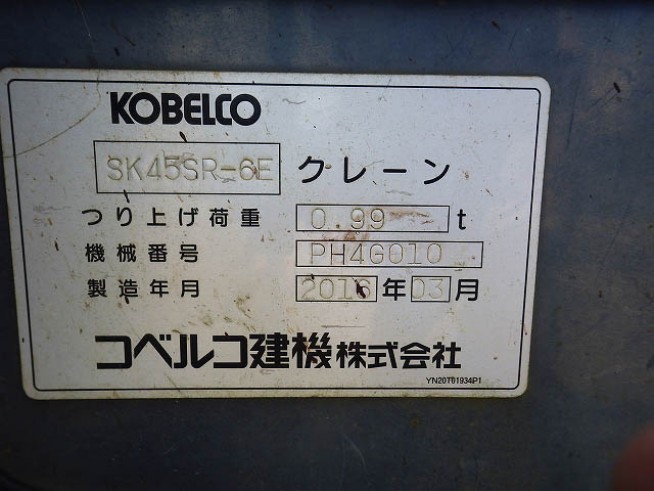 KOBELCO
SK45SR-6E クレーン
つり上げ荷重 0.99 t
機械番号 PH4G010
製造年月 2016 年 03 月
コベルコ建機株式会社
YN20T01934P1